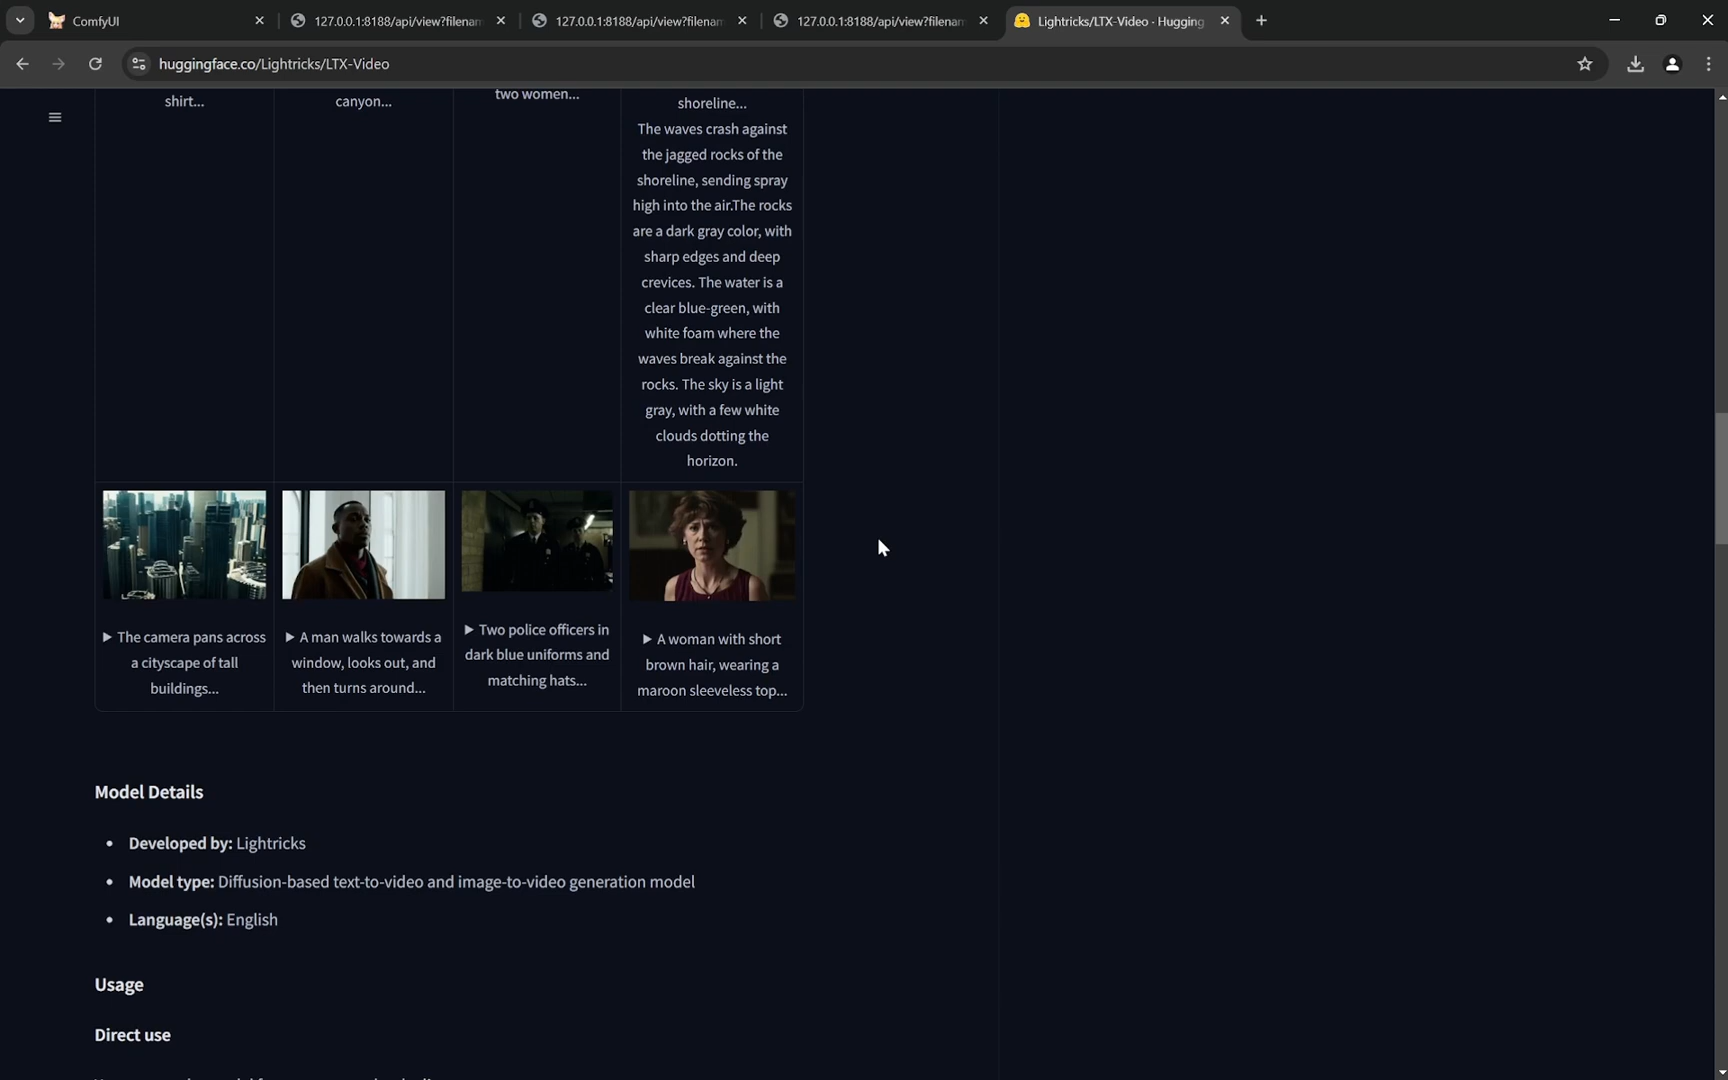 ComfyUI
127.0.0.1:8188/api/view?filenam
127.0.0.1:8188/api/view?filenam
127.0.0.1:8188/api/view?filenam
Lightricks/LTX-Video - Hugging
huggingface.co/Lightricks/LTX-Video
shirt...
canyon...
two women...
shoreline...
The waves crash against
the jagged rocks of the
shoreline, sending spray
high into the air.The rocks
are a dark gray color, with
sharp edges and deep
crevices. The water is a
clear blue-green, with
white foam where the
waves break against the
rocks. The sky is a light
gray, with a few white
clouds dotting the
horizon.
The camera pans across
a cityscape of tall
buildings...
A man walks towards a
window, looks out, and
then turns around...
Two police officers in
dark blue uniforms and
matching hats...
A woman with short
brown hair, wearing a
maroon sleeveless top...
Model Details
• Developed by: Lightricks
• Model type: Diffusion-based text-to-video and image-to-video generation model
• Language(s): English
Usage
Direct use